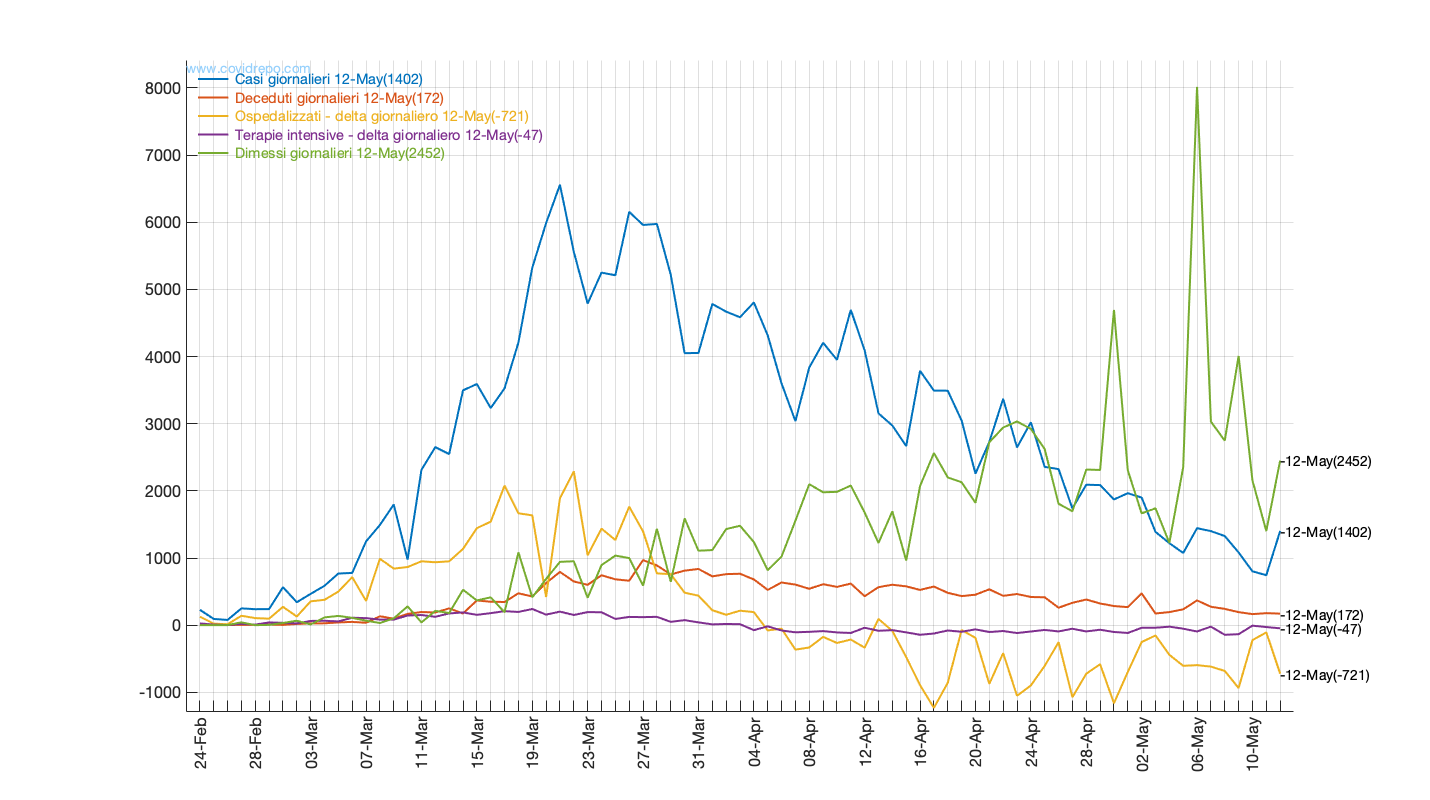 www.covidrepo.com
Casi giornalieri 12-May(1402)
Deceduti giornalieri 12-May(172)
Ospedalizzati - delta giornaliero 12-May(-721)
Terapie intensive - delta giornaliero 12-May(-47)
Dimessi giornalieri 12-May(2452)
8000
7000
6000
5000
4000
3000
2000
1000
0
-1000
12-May(2452)
12-May(1402)
12-May(172)
12-May(-47)
12-May(-721)
24-Feb
28-Feb
03-Mar
07-Mar
11-Mar
15-Mar
19-Mar
23-Mar
27-Mar
31-Mar
04-Apr
08-Apr
12-Apr
16-Apr
20-Apr
24-Apr
28-Apr
02-May
06-May
10-May